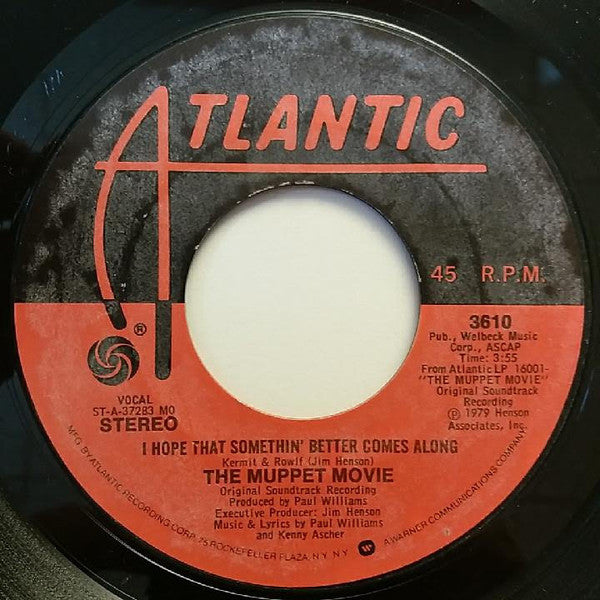 ATLANTIC
45 R.P.M.
®
3610
Pub., Welbeck Music
Corp., ASCAP
Time: 3:55
From Atlantic LP 16001-
"THE MUPPET MOVIE"
Original Soundtrack
Recording
℗ 1979 Henson
Associates, Inc.
VOCAL
ST-A-37283 MO
STEREO
I HOPE THAT SOMETHIN' BETTER COMES ALONG
Kermit & Rowlf (Jim Henson)
THE MUPPET MOVIE
Original Soundtrack Recording
Produced by Paul Williams
Executive Producer: Jim Henson
Music & Lyrics by Paul Williams
and Kenny Ascher
MFG. BY ATLANTIC RECORDING CORP., 75 ROCKEFELLER PLAZA, N.Y. N.Y. A WARNER COMMUNICATIONS COMPANY